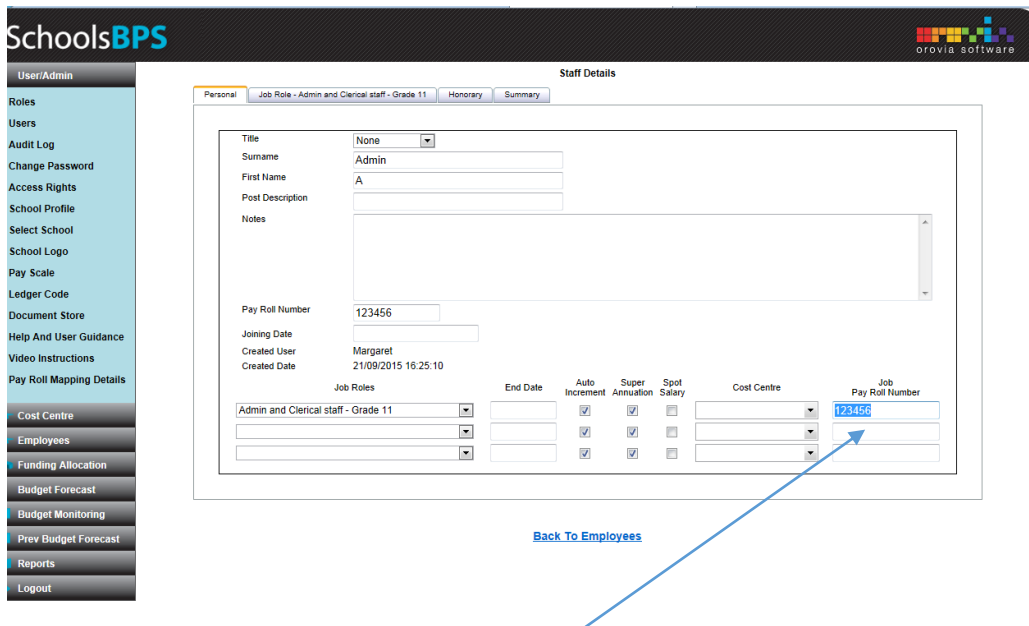 SchoolsBPS
orovia software
User/Admin
Roles
Users
Audit Log
Change Password
Access Rights
School Profile
Select School
School Logo
Pay Scale
Ledger Code
Document Store
Help And User Guidance
Video Instructions
Pay Roll Mapping Details
Cost Centre
Employees
Funding Allocation
Budget Forecast
Budget Monitoring
Prev Budget Forecast
Reports
Logout
Staff Details
Personal Job Role - Admin and Clerical staff - Grade 11 Honorary Summary
Title None
Surname Admin
First Name A
Post Description
Notes
Pay Roll Number 123456
Joining Date
Created User Margaret
Created Date 21/09/2015 16:25:10
Job Roles End Date Auto Increment Super Annuation Spot Salary Cost Centre Job Pay Roll Number
Admin and Clerical staff - Grade 11 123456
Back To Employees